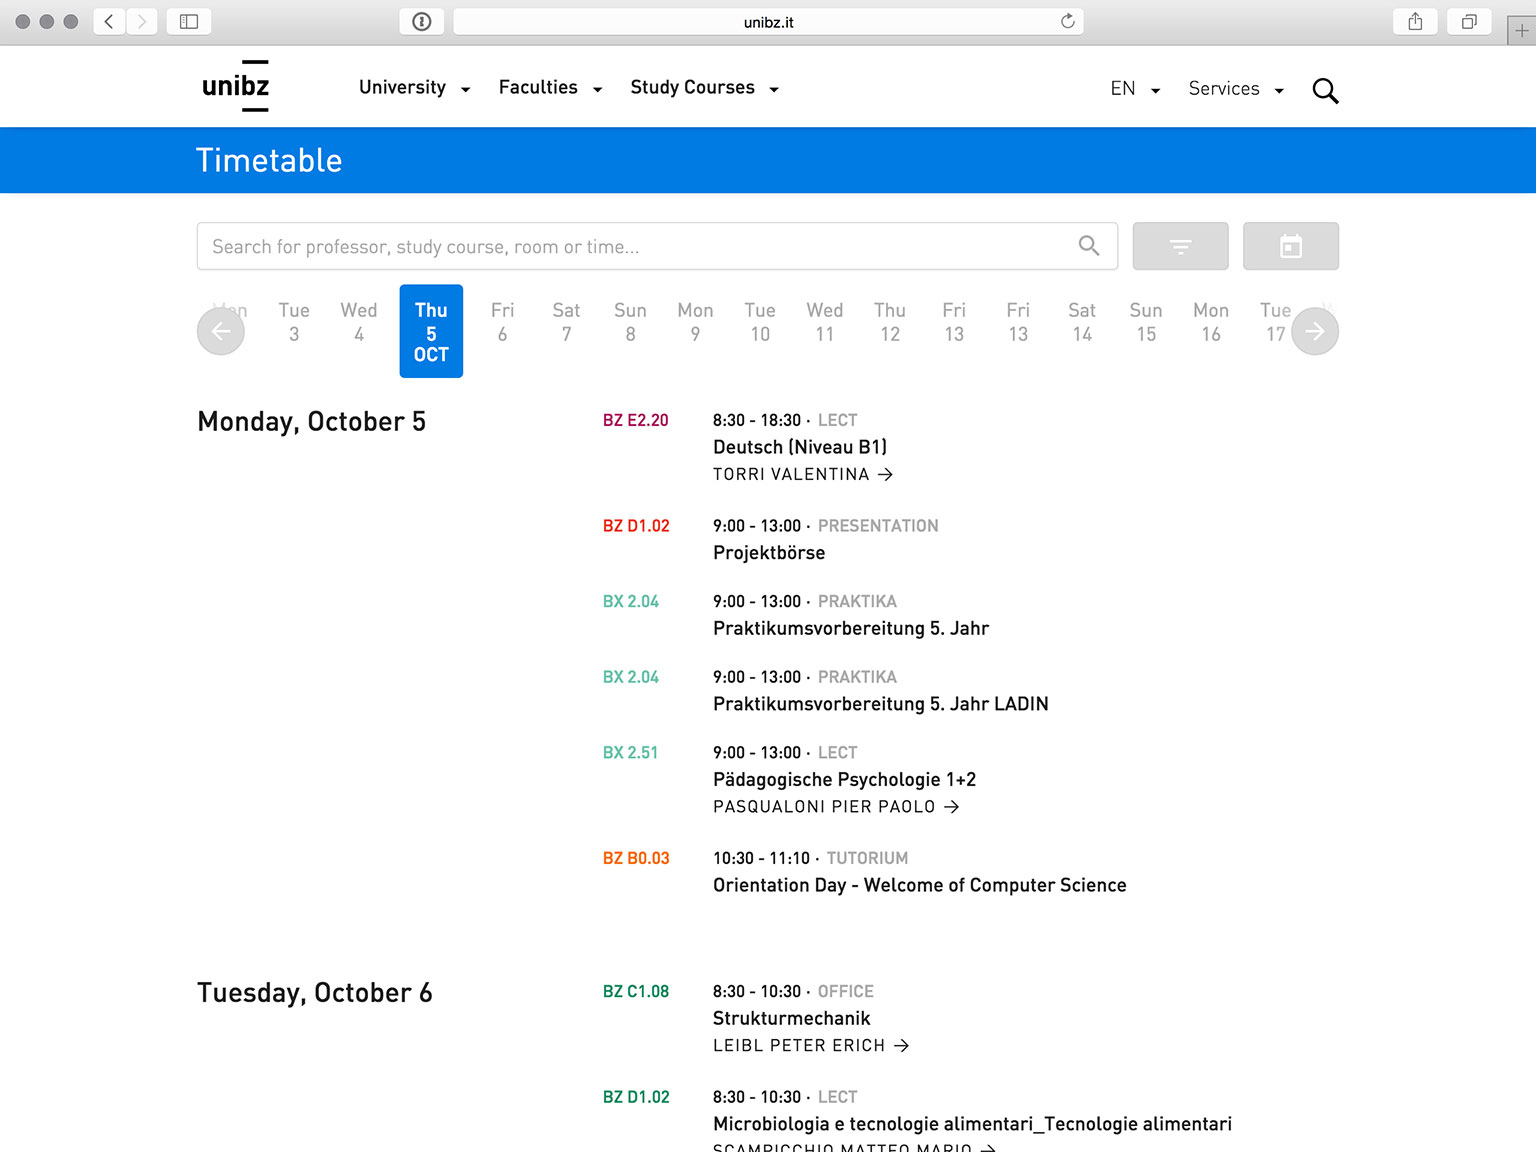 unibz.it
unibz
University
Faculties
Study Courses
EN
Services
Timetable
Search for professor, study course, room or time...
Mon
Tue 3
Wed 4
Thu 5 OCT
Fri 6
Sat 7
Sun 8
Mon 9
Tue 10
Wed 11
Thu 12
Fri 13
Fri 13
Sat 14
Sun 15
Mon 16
Tue 17
Monday, October 5
BZ E2.20
8:30 - 18:30 · LECT
Deutsch (Niveau B1)
TORRI VALENTINA →
BZ D1.02
9:00 - 13:00 · PRESENTATION
Projektbörse
BX 2.04
9:00 - 13:00 · PRAKTIKA
Praktikumsvorbereitung 5. Jahr
BX 2.04
9:00 - 13:00 · PRAKTIKA
Praktikumsvorbereitung 5. Jahr LADIN
BX 2.51
9:00 - 13:00 · LECT
Pädagogische Psychologie 1+2
PASQUALONI PIER PAOLO →
BZ B0.03
10:30 - 11:10 · TUTORIUM
Orientation Day - Welcome of Computer Science
Tuesday, October 6
BZ C1.08
8:30 - 10:30 · OFFICE
Strukturmechanik
LEIBL PETER ERICH →
BZ D1.02
8:30 - 10:30 · LECT
Microbiologia e tecnologie alimentari_Tecnologie alimentari
SCAMPICCHIO MATTEO MARIO →